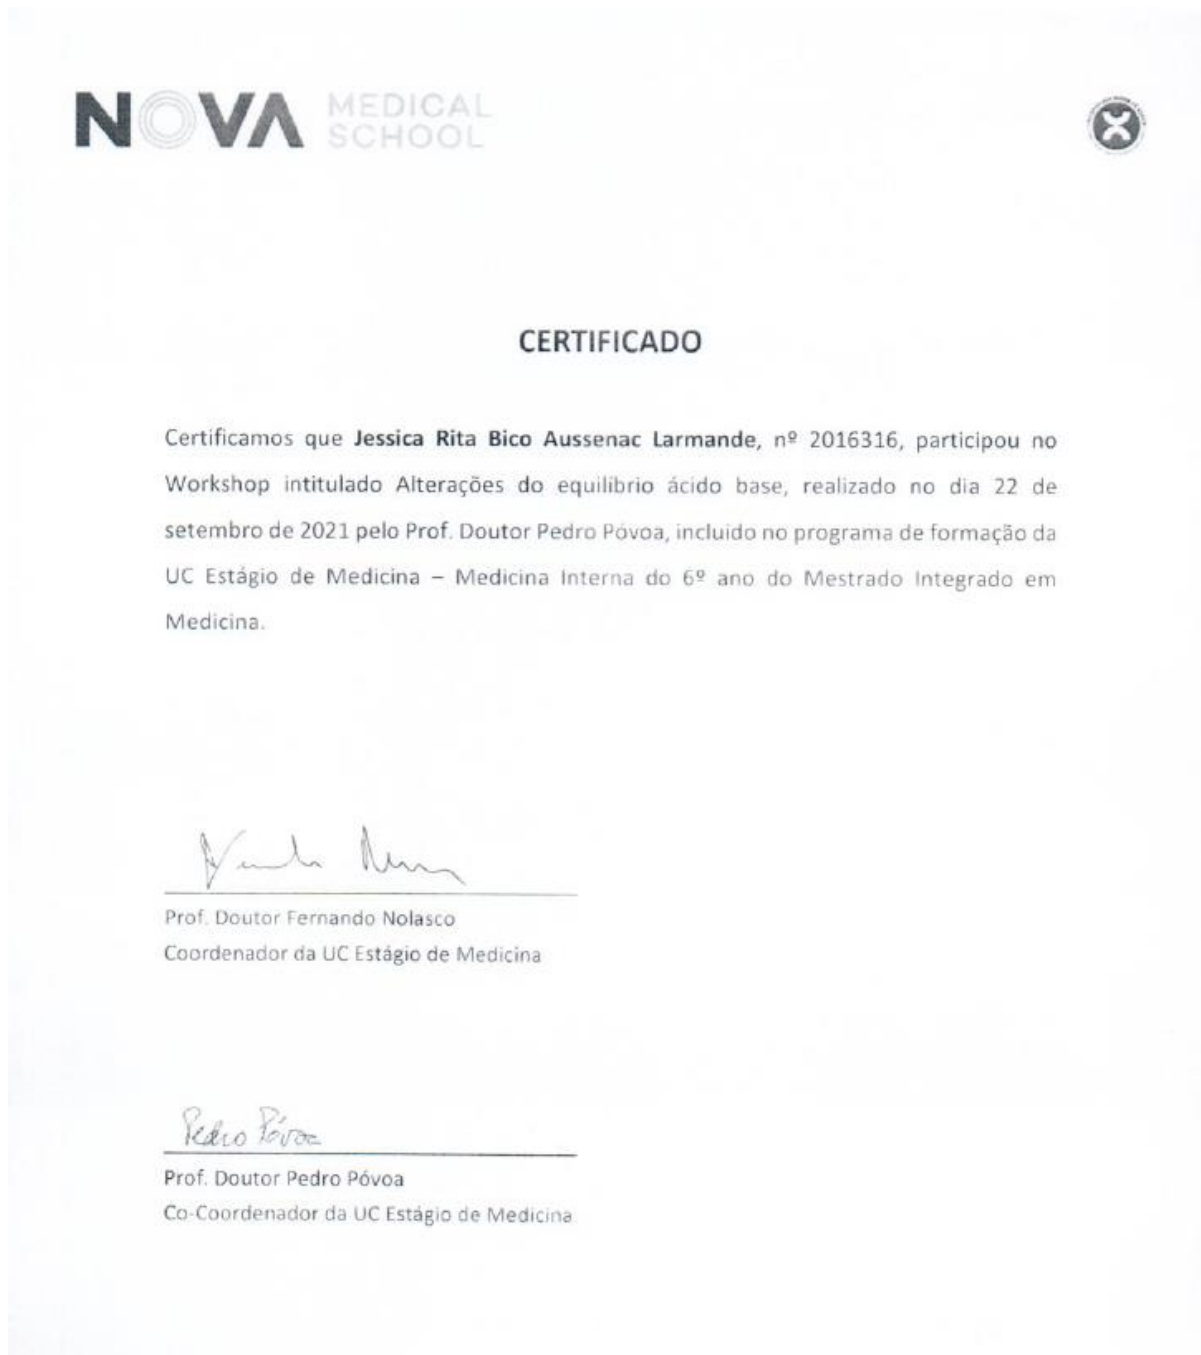 NOVA MEDICAL SCHOOL
CERTIFICADO
Certificamos que Jessica Rita Bico Aussenac Larmande, nº 2016316, participou no
Workshop intitulado Alterações do equilíbrio ácido base, realizado no dia 22 de
setembro de 2021 pelo Prof. Doutor Pedro Póvoa, incluído no programa de formação da
UC Estágio de Medicina – Medicina Interna do 6º ano do Mestrado Integrado em
Medicina.
Prof. Doutor Fernando Nolasco
Coordenador da UC Estágio de Medicina
Pedro Póvoa
Prof. Doutor Pedro Póvoa
Co-Coordenador da UC Estágio de Medicina